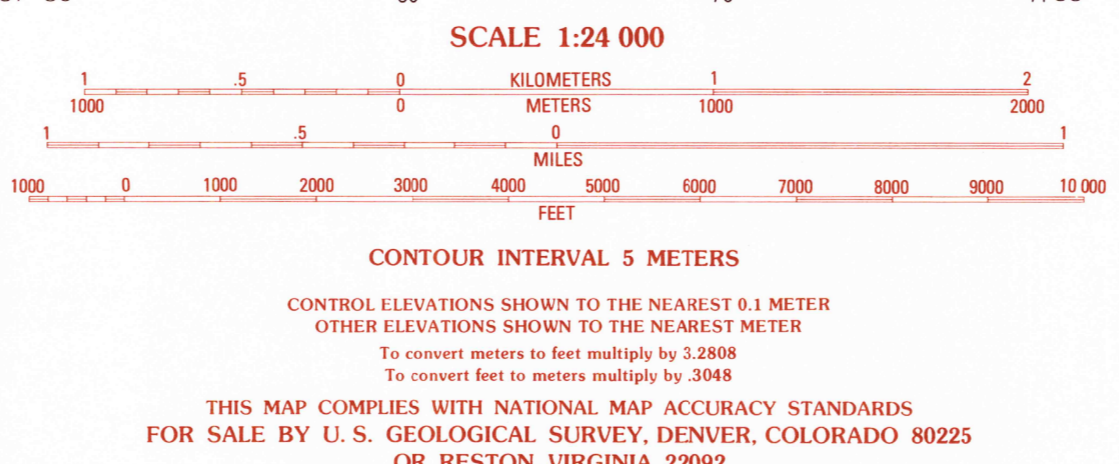 SCALE 1:24 000
1 .5 0 KILOMETERS 1 2
1000 0 METERS 1000 2000
1 .5 0 1
MILES
1000 0 1000 2000 3000 4000 5000 6000 7000 8000 9000 10 000
FEET
CONTOUR INTERVAL 5 METERS
CONTROL ELEVATIONS SHOWN TO THE NEAREST 0.1 METER
OTHER ELEVATIONS SHOWN TO THE NEAREST METER
To convert meters to feet multiply by 3.2808
To convert feet to meters multiply by .3048
THIS MAP COMPLIES WITH NATIONAL MAP ACCURACY STANDARDS
FOR SALE BY U. S. GEOLOGICAL SURVEY, DENVER, COLORADO 80225
OR RESTON VIRGINIA 22092